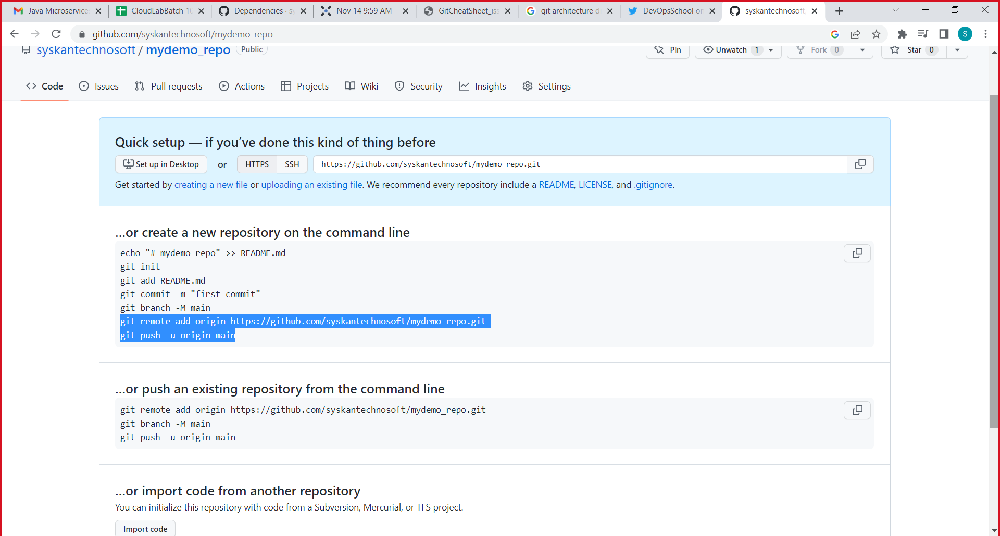 Java Microservice
CloudLabBatch 10
Dependencies · sy
Nov 14 9:59 AM -
GitCheatSheet_iss
git architecture di
DevOpsSchool on
syskantechnosoft
github.com/syskantechnosoft/mydemo_repo
S
syskantechnosoft / mydemo_repo Public
Pin
Unwatch 1
Fork 0
Star 0
Code Issues Pull requests Actions Projects Wiki Security Insights Settings
Quick setup — if you’ve done this kind of thing before
Set up in Desktop or HTTPS SSH https://github.com/syskantechnosoft/mydemo_repo.git
Get started by creating a new file or uploading an existing file. We recommend every repository include a README, LICENSE, and .gitignore.
…or create a new repository on the command line
echo "# mydemo_repo" >> README.md
git init
git add README.md
git commit -m "first commit"
git branch -M main
git remote add origin https://github.com/syskantechnosoft/mydemo_repo.git
git push -u origin main
…or push an existing repository from the command line
git remote add origin https://github.com/syskantechnosoft/mydemo_repo.git
git branch -M main
git push -u origin main
…or import code from another repository
You can initialize this repository with code from a Subversion, Mercurial, or TFS project.
Import code